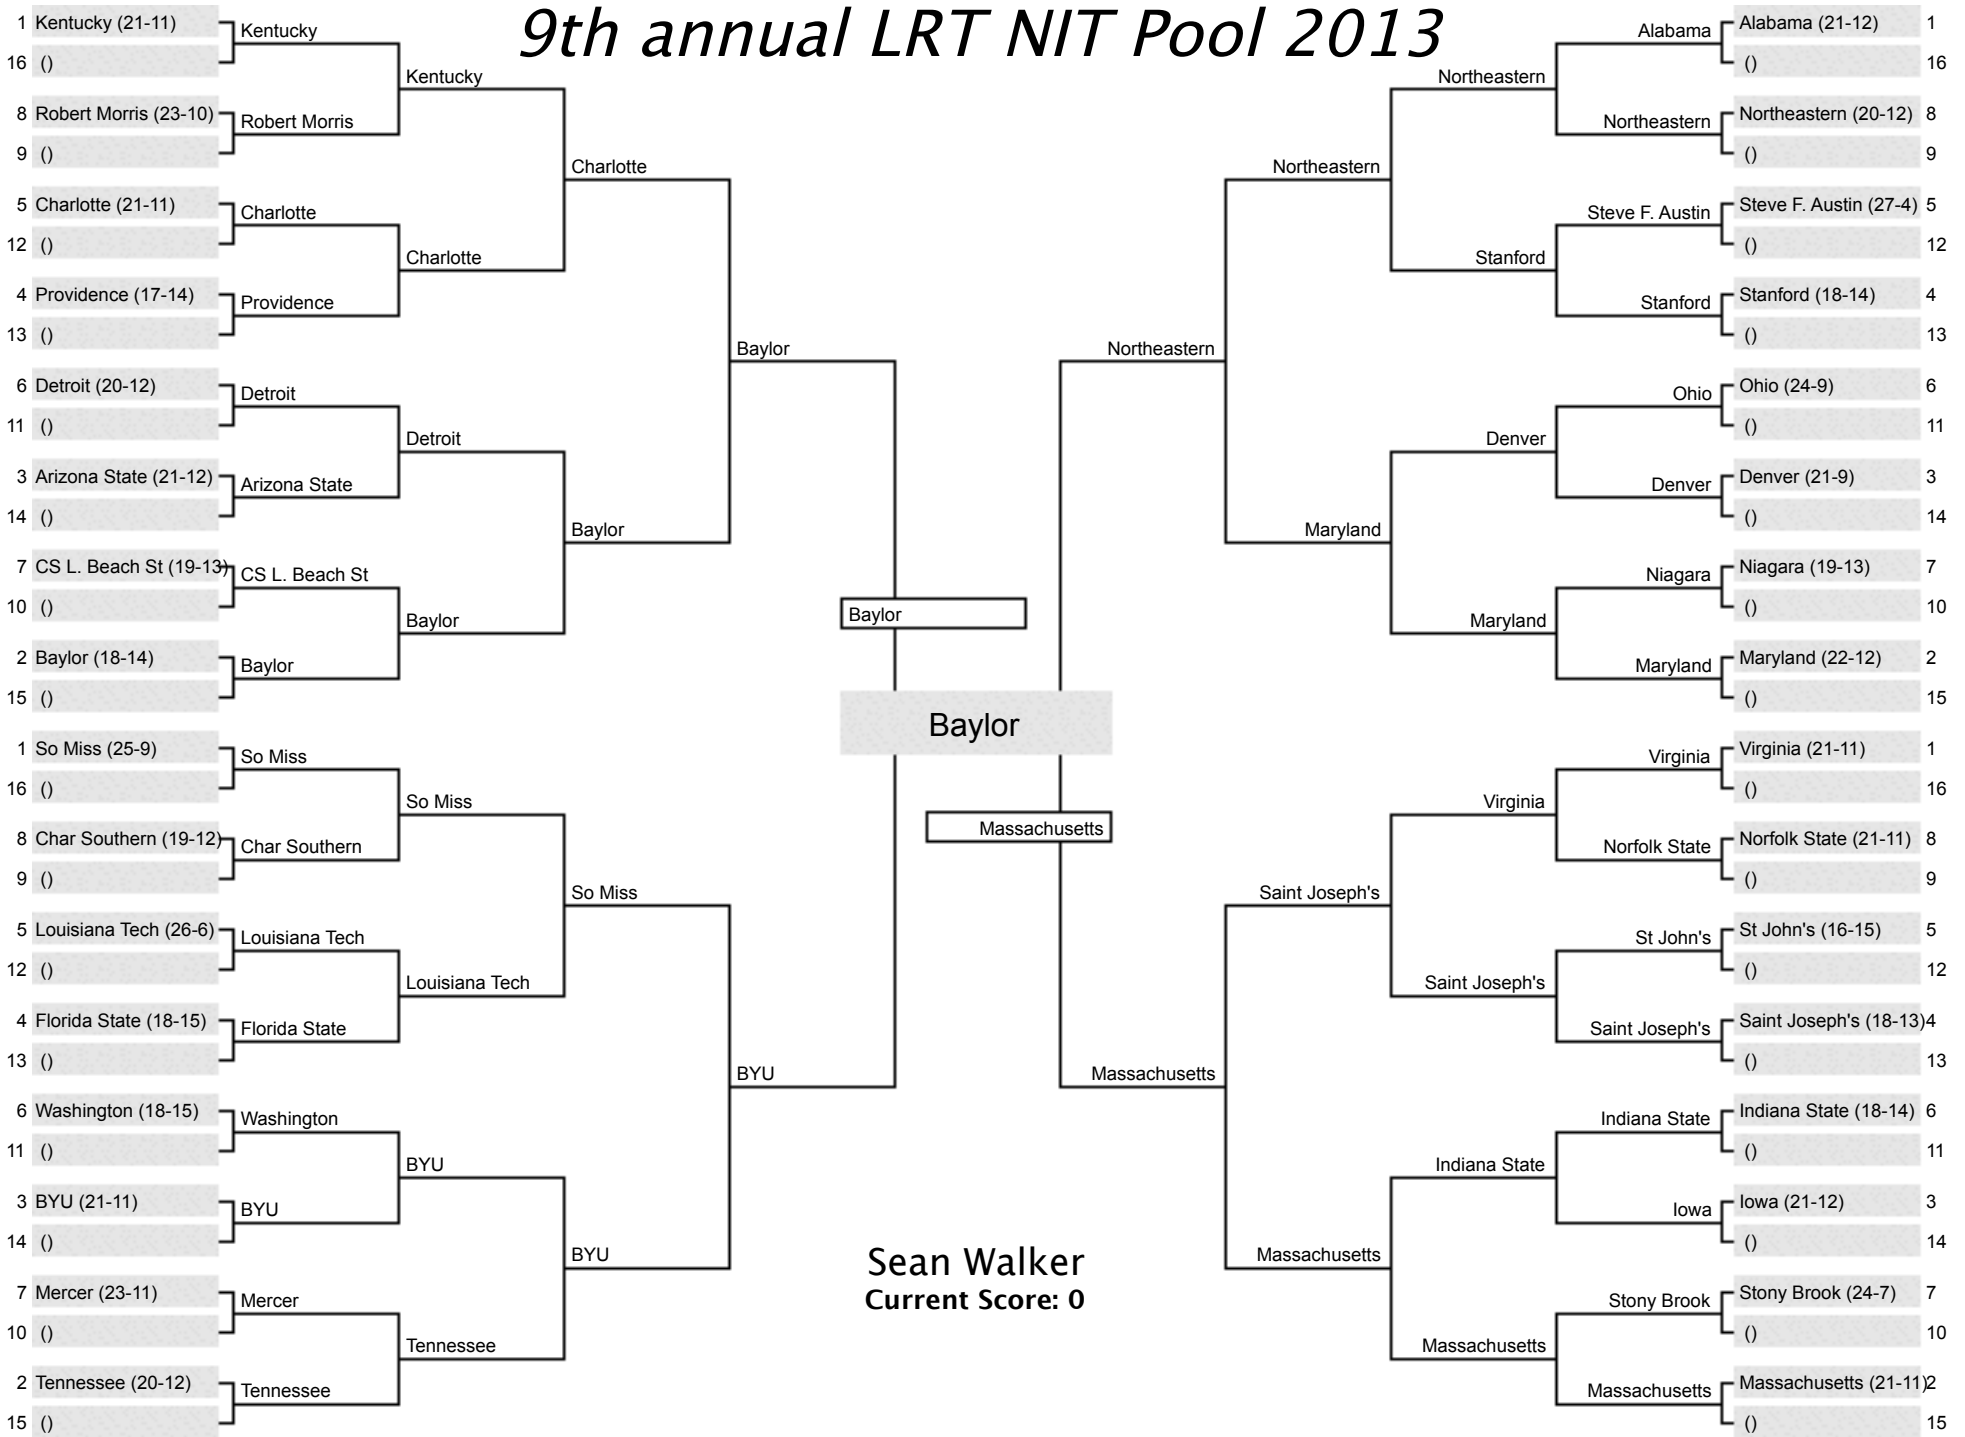 9th annual LRT NIT Pool 2013
1 Kentucky (21-11)
16 ()
8 Robert Morris (23-10)
9 ()
5 Charlotte (21-11)
12 ()
4 Providence (17-14)
13 ()
6 Detroit (20-12)
11 ()
3 Arizona State (21-12)
14 ()
7 CS L. Beach St (19-13)
10 ()
2 Baylor (18-14)
15 ()
1 So Miss (25-9)
16 ()
8 Char Southern (19-12)
9 ()
5 Louisiana Tech (26-6)
12 ()
4 Florida State (18-15)
13 ()
6 Washington (18-15)
11 ()
3 BYU (21-11)
14 ()
7 Mercer (23-11)
10 ()
2 Tennessee (20-12)
15 ()
Kentucky
Robert Morris
Charlotte
Providence
Detroit
Arizona State
CS L. Beach St
Baylor
So Miss
Char Southern
Louisiana Tech
Florida State
Washington
BYU
Mercer
Tennessee
Kentucky
Charlotte
Detroit
Baylor
So Miss
Louisiana Tech
BYU
Tennessee
Charlotte
Baylor
So Miss
BYU
Baylor
BYU
Baylor
Baylor
Massachusetts
Sean Walker
Current Score: 0
Northeastern
Massachusetts
Northeastern
Maryland
Saint Joseph's
Massachusetts
Northeastern
Stanford
Denver
Maryland
Virginia
Saint Joseph's
Indiana State
Massachusetts
Alabama
Northeastern
Steve F. Austin
Stanford
Ohio
Denver
Niagara
Maryland
Virginia
Norfolk State
St John's
Saint Joseph's
Indiana State
Iowa
Stony Brook
Massachusetts
Alabama (21-12) 1
() 16
Northeastern (20-12) 8
() 9
Steve F. Austin (27-4) 5
() 12
Stanford (18-14) 4
() 13
Ohio (24-9) 6
() 11
Denver (21-9) 3
() 14
Niagara (19-13) 7
() 10
Maryland (22-12) 2
() 15
Virginia (21-11) 1
() 16
Norfolk State (21-11) 8
() 9
St John's (16-15) 5
() 12
Saint Joseph's (18-13) 4
() 13
Indiana State (18-14) 6
() 11
Iowa (21-12) 3
() 14
Stony Brook (24-7) 7
() 10
Massachusetts (21-11) 2
() 15